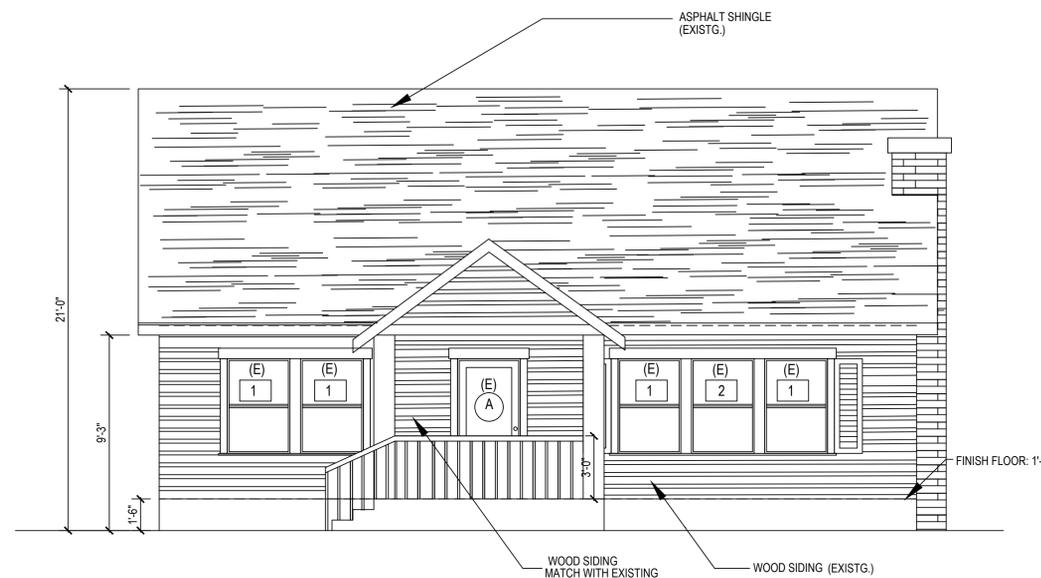 ASPHALT SHINGLE
(EXISTG.)
21'-0"
9'-3"
1'-6"
(E)
1
(E)
1
(E)
A
(E)
1
(E)
2
(E)
1
3'-0"
FINISH FLOOR: 1'-
WOOD SIDING
MATCH WITH EXISTING
WOOD SIDING (EXISTG.)